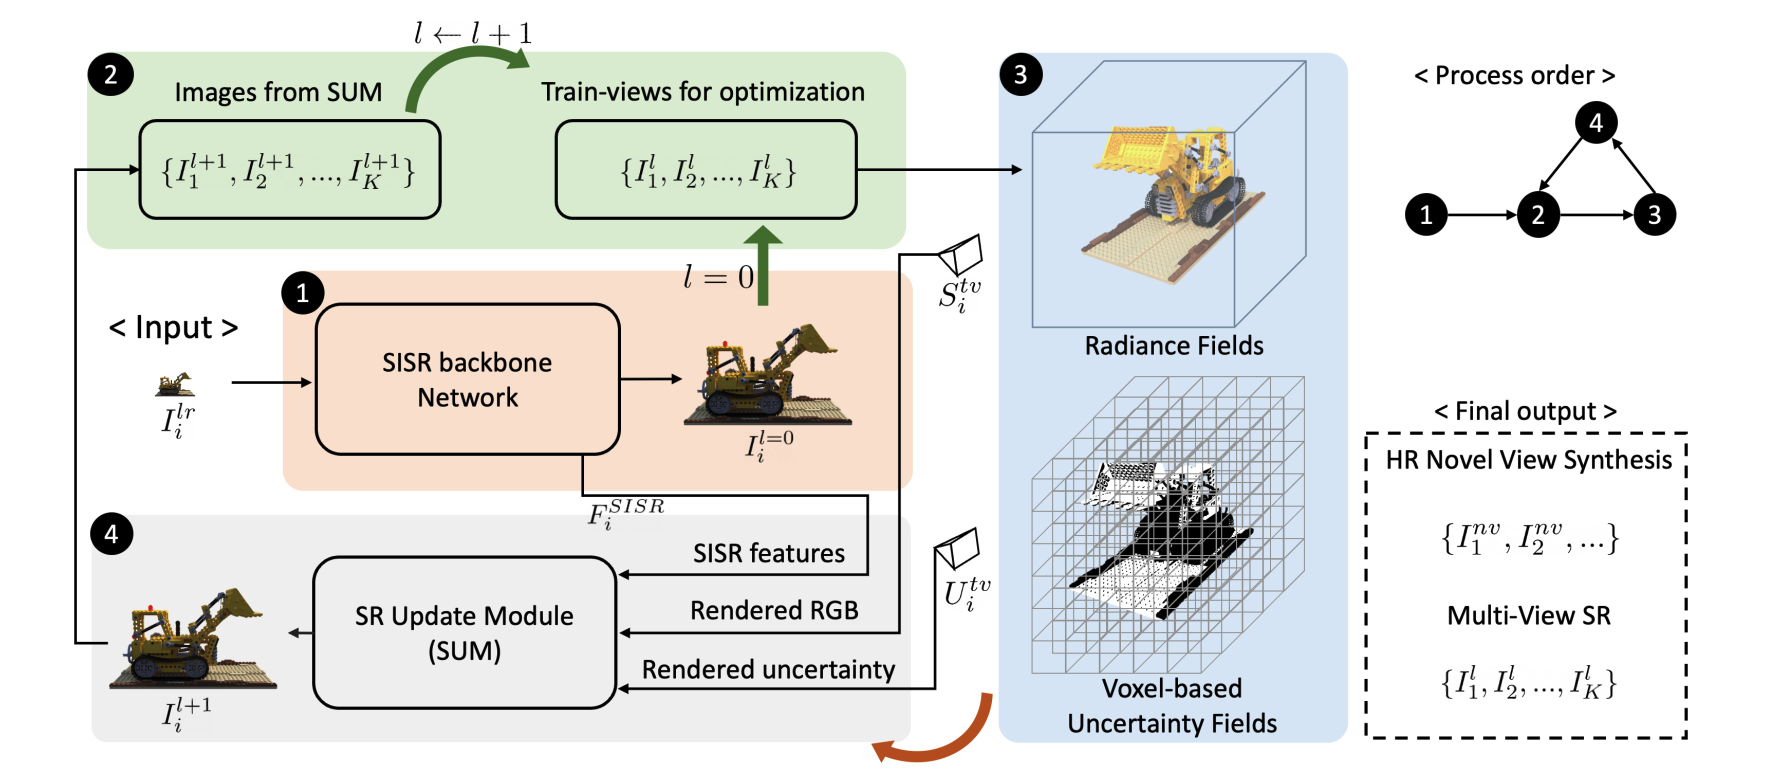 l ← l + 1
2
Images from SUM
Train-views for optimization
{I_1^{l+1}, I_2^{l+1}, ..., I_K^{l+1}}
{I_1^l, I_2^l, ..., I_K^l}
l = 0
1
< Input >
I_i^{lr}
SISR backbone
Network
I_i^{l=0}
F_i^{SISR}
4
SISR features
Rendered RGB
Rendered uncertainty
SR Update Module
(SUM)
I_i^{l+1}
S_i^{tv}
U_i^{tv}
3
Radiance Fields
Voxel-based
Uncertainty Fields
< Process order >
4
1
2
3
< Final output >
HR Novel View Synthesis
{I_1^{nv}, I_2^{nv}, ...}
Multi-View SR
{I_1^l, I_2^l, ..., I_K^l}